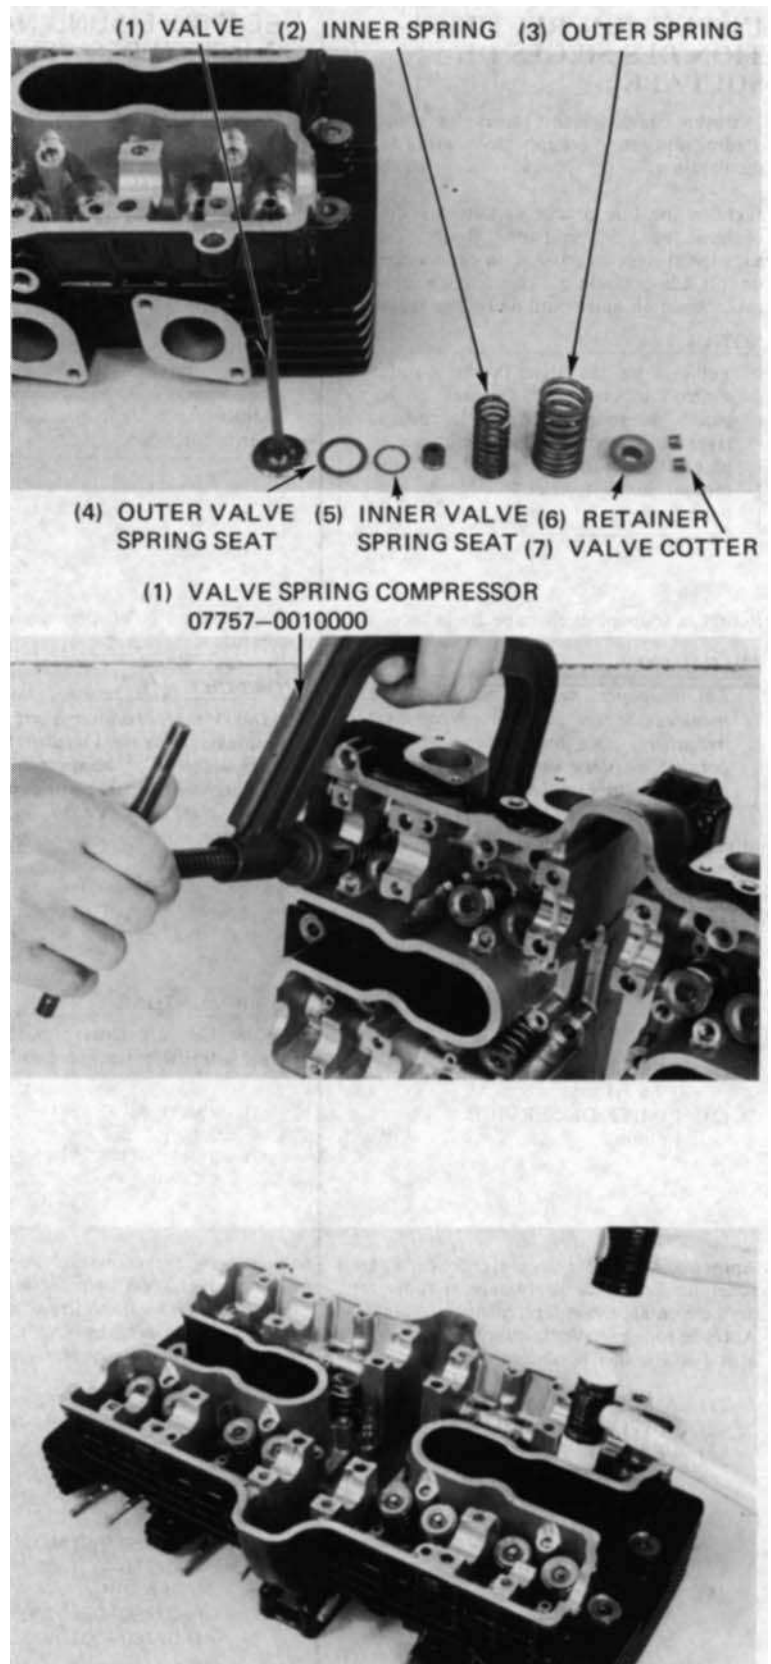 (1) VALVE (2) INNER SPRING (3) OUTER SPRING
(4) OUTER VALVE SPRING SEAT
(5) INNER VALVE SPRING SEAT
(6) RETAINER
(7) VALVE COTTER
(1) VALVE SPRING COMPRESSOR
07757—0010000